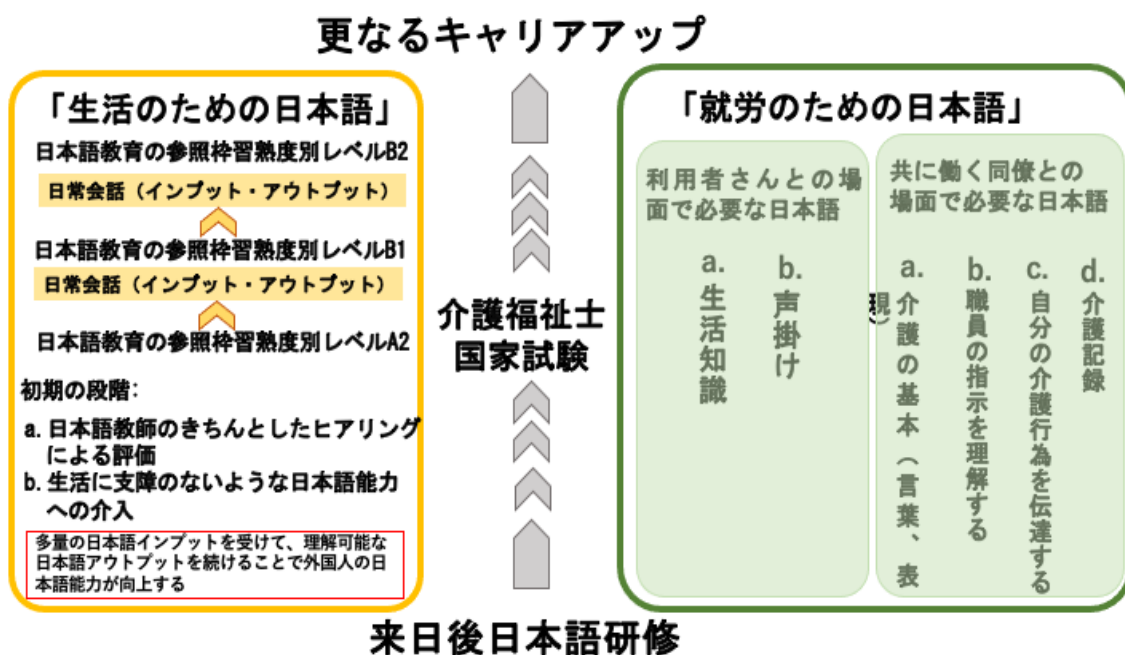 更なるキャリアアップ
「生活のための日本語」
日本語教育の参照枠習熟度別レベルB2
日常会話（インプット・アウトプット）
日本語教育の参照枠習熟度別レベルB1
日常会話（インプット・アウトプット）
日本語教育の参照枠習熟度別レベルA2
初期の段階：
a. 日本語教師のきちんとしたヒアリング
による評価
b. 生活に支障のないような日本語能力
への介入
多量の日本語インプットを受けて、理解可能な
日本語アウトプットを続けることで外国人の日
本語能力が向上する
介護福祉士
国家試験
「就労のための日本語」
利用者さんとの場
面で必要な日本語
a. 生活知識
b. 声掛け
共に働く同僚との
場面で必要な日本語
a. 介護の基本（言葉、表
現）
b. 職員の指示を理解する
c. 自分の介護行為を伝達する
d. 介護記録
来日後日本語研修